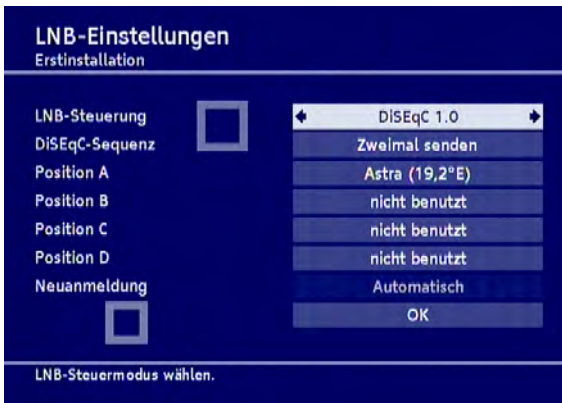 LNB-Einstellungen
Erstinstallation
LNB-Steuerung DiSEqC 1.0
DiSEqC-Sequenz Zweimal senden
Position A Astra (19,2°E)
Position B nicht benutzt
Position C nicht benutzt
Position D nicht benutzt
Neuanmeldung Automatisch
OK
LNB-Steuermodus wählen.